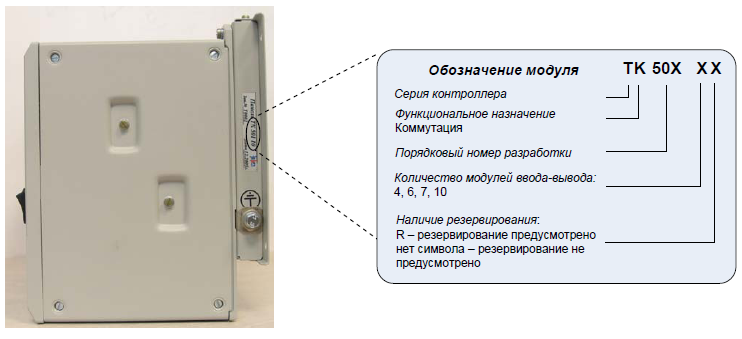 Обозначение модуля
ТК 50X X X
Серия контроллера
Функциональное назначение
Коммутация
Порядковый номер разработки
Количество модулей ввода-вывода:
4, 6, 7, 10
Наличие резервирования:
R – резервирование предусмотрено
нет символа – резервирование не
предусмотрено